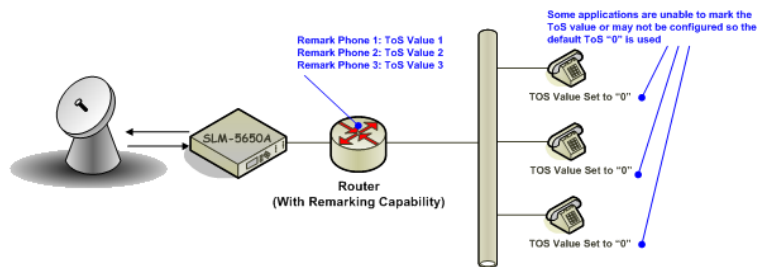 Some applications are unable to mark the
ToS value or may not be configured so the
default ToS “0” is used
Remark Phone 1: ToS Value 1
Remark Phone 2: ToS Value 2
Remark Phone 3: ToS Value 3
TOS Value Set to “0”
SLM-5650A
TOS Value Set to “0”
Router
(With Remarking Capability)
TOS Value Set to “0”